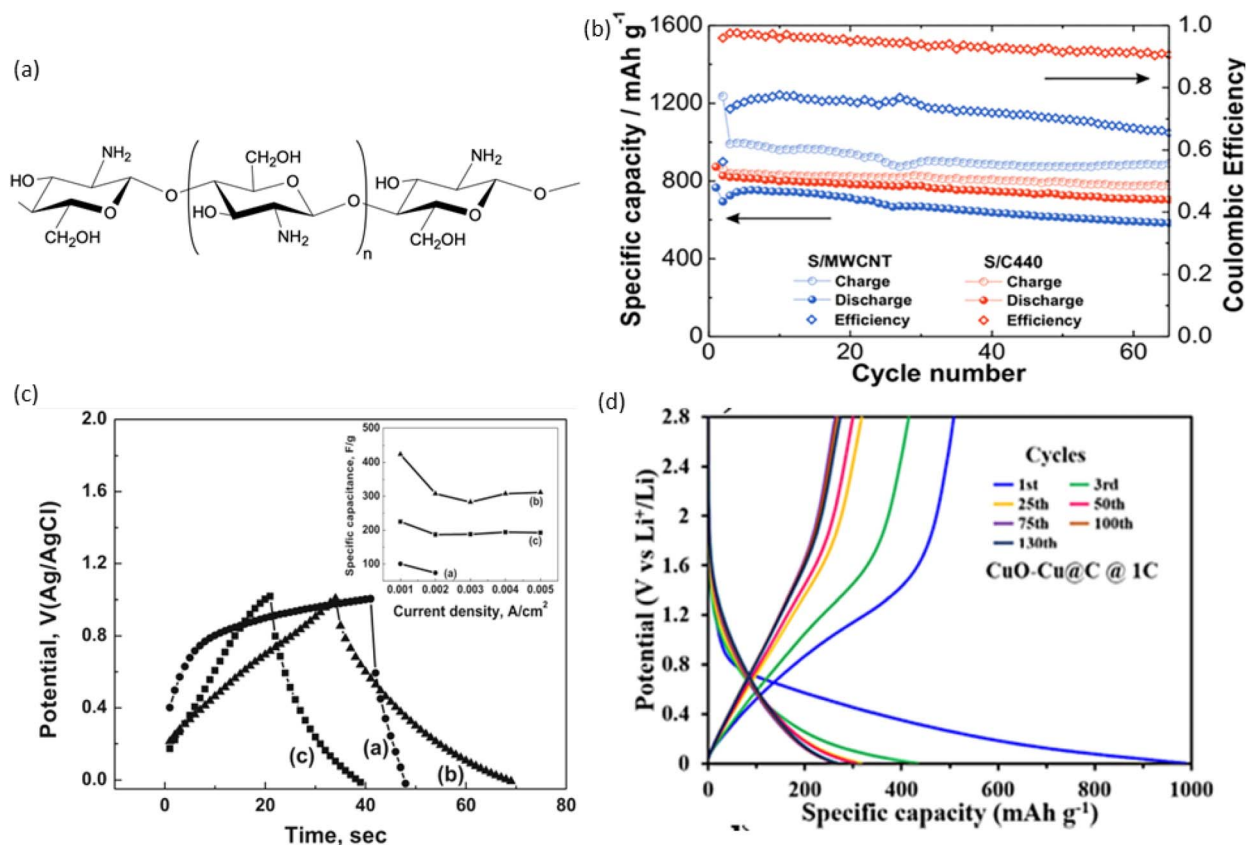 (a)
NH₂
HO
O
CH₂OH
O
CH₂OH
O
HO
NH₂
n
O
NH₂
HO
O
CH₂OH
O
(b)
Specific capacity / mAh g⁻¹
1600
1200
800
400
0
0
20
40
60
Cycle number
1.0
0.8
0.6
0.4
0.2
0.0
Coulombic Efficiency
S/MWCNT
Charge
Discharge
Efficiency
S/C440
Charge
Discharge
Efficiency
(c)
Potential, V(Ag/AgCl)
2.0
1.6
1.2
0.8
0.4
0.0
0
20
40
60
80
Time, sec
(c)
(a)
(b)
Specific capacitance, F/g
500
400
300
200
100
(b)
(c)
(a)
0.001 0.002 0.003 0.004 0.005
Current density, A/cm²
(d)
Potential (V vs Li⁺/Li)
2.8
2.4
2
1.6
1.2
0.8
0.4
0
0
200
400
600
800
1000
Specific capacity (mAh g⁻¹)
Cycles
1st
3rd
25th
50th
75th
100th
130th
CuO-Cu@C @ 1C